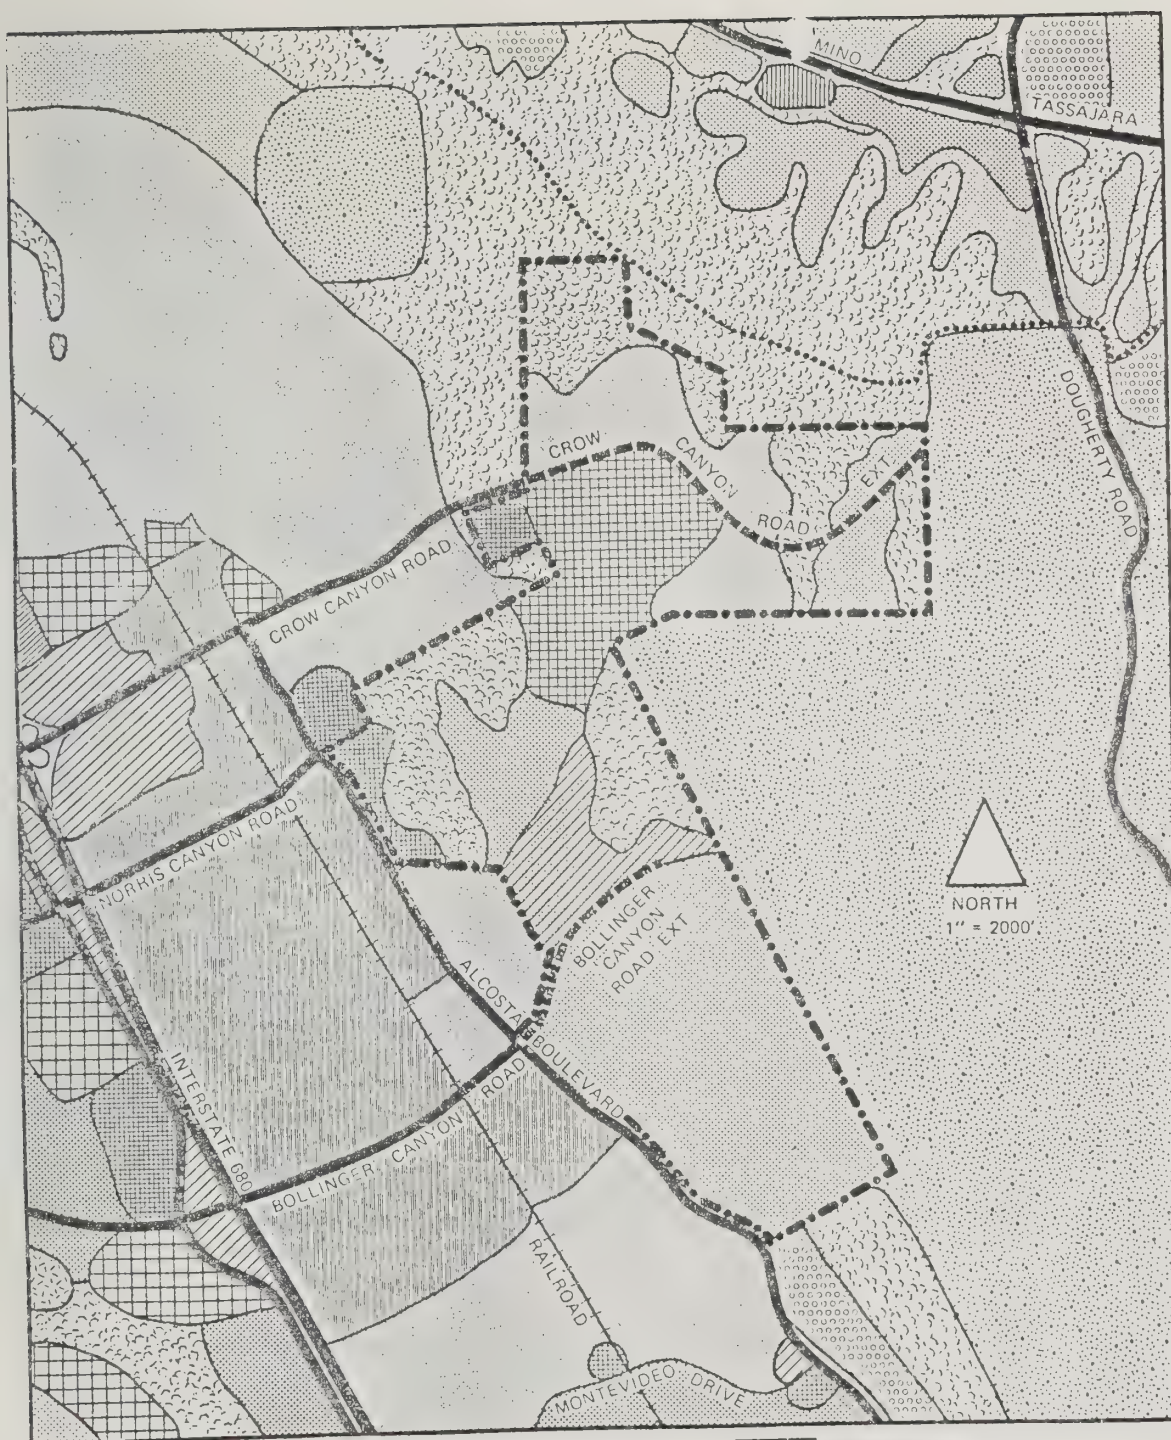 MINO
TASSAJARA
DOUGHERTY ROAD
CROW
CANYON
ROAD
EXT
CROW CANYON ROAD
NORRIS CANYON ROAD
NORTH
1" = 2000'
BOLLINGER
CANYON
ROAD EXT
ALCOSTA BOULEVARD
INTERSTATE 680
BOLLINGER CANYON ROAD
RAILROAD
MONTEVIDEO DRIVE